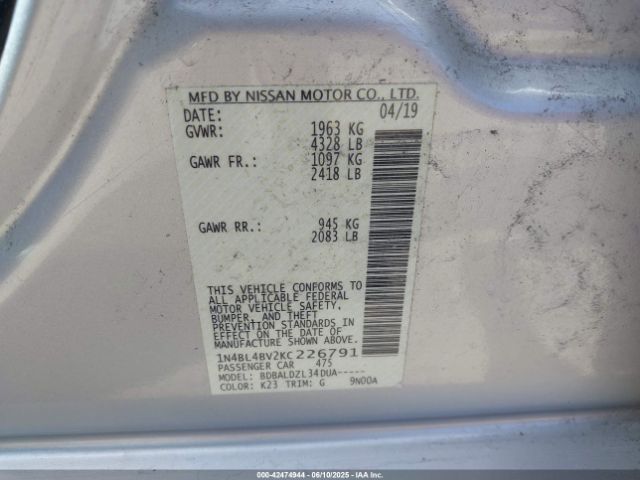 MFD BY NISSAN MOTOR CO., LTD.
DATE: 04/19
GVWR: 1963 KG
4328 LB
GAWR FR.: 1097 KG
2418 LB
GAWR RR.: 945 KG
2083 LB
THIS VEHICLE CONFORMS TO
ALL APPLICABLE FEDERAL
MOTOR VEHICLE SAFETY,
BUMPER, AND THEFT
PREVENTION STANDARDS IN
EFFECT ON THE DATE OF
MANUFACTURE SHOWN ABOVE.
1N4BL4BV2KC226791
PASSENGER CAR 475
MODEL: BDBALDZL34DUA-----
COLOR: K23 TRIM: G 9N00A
000-42474944 | 06/10/2025 | IAAI, Inc.